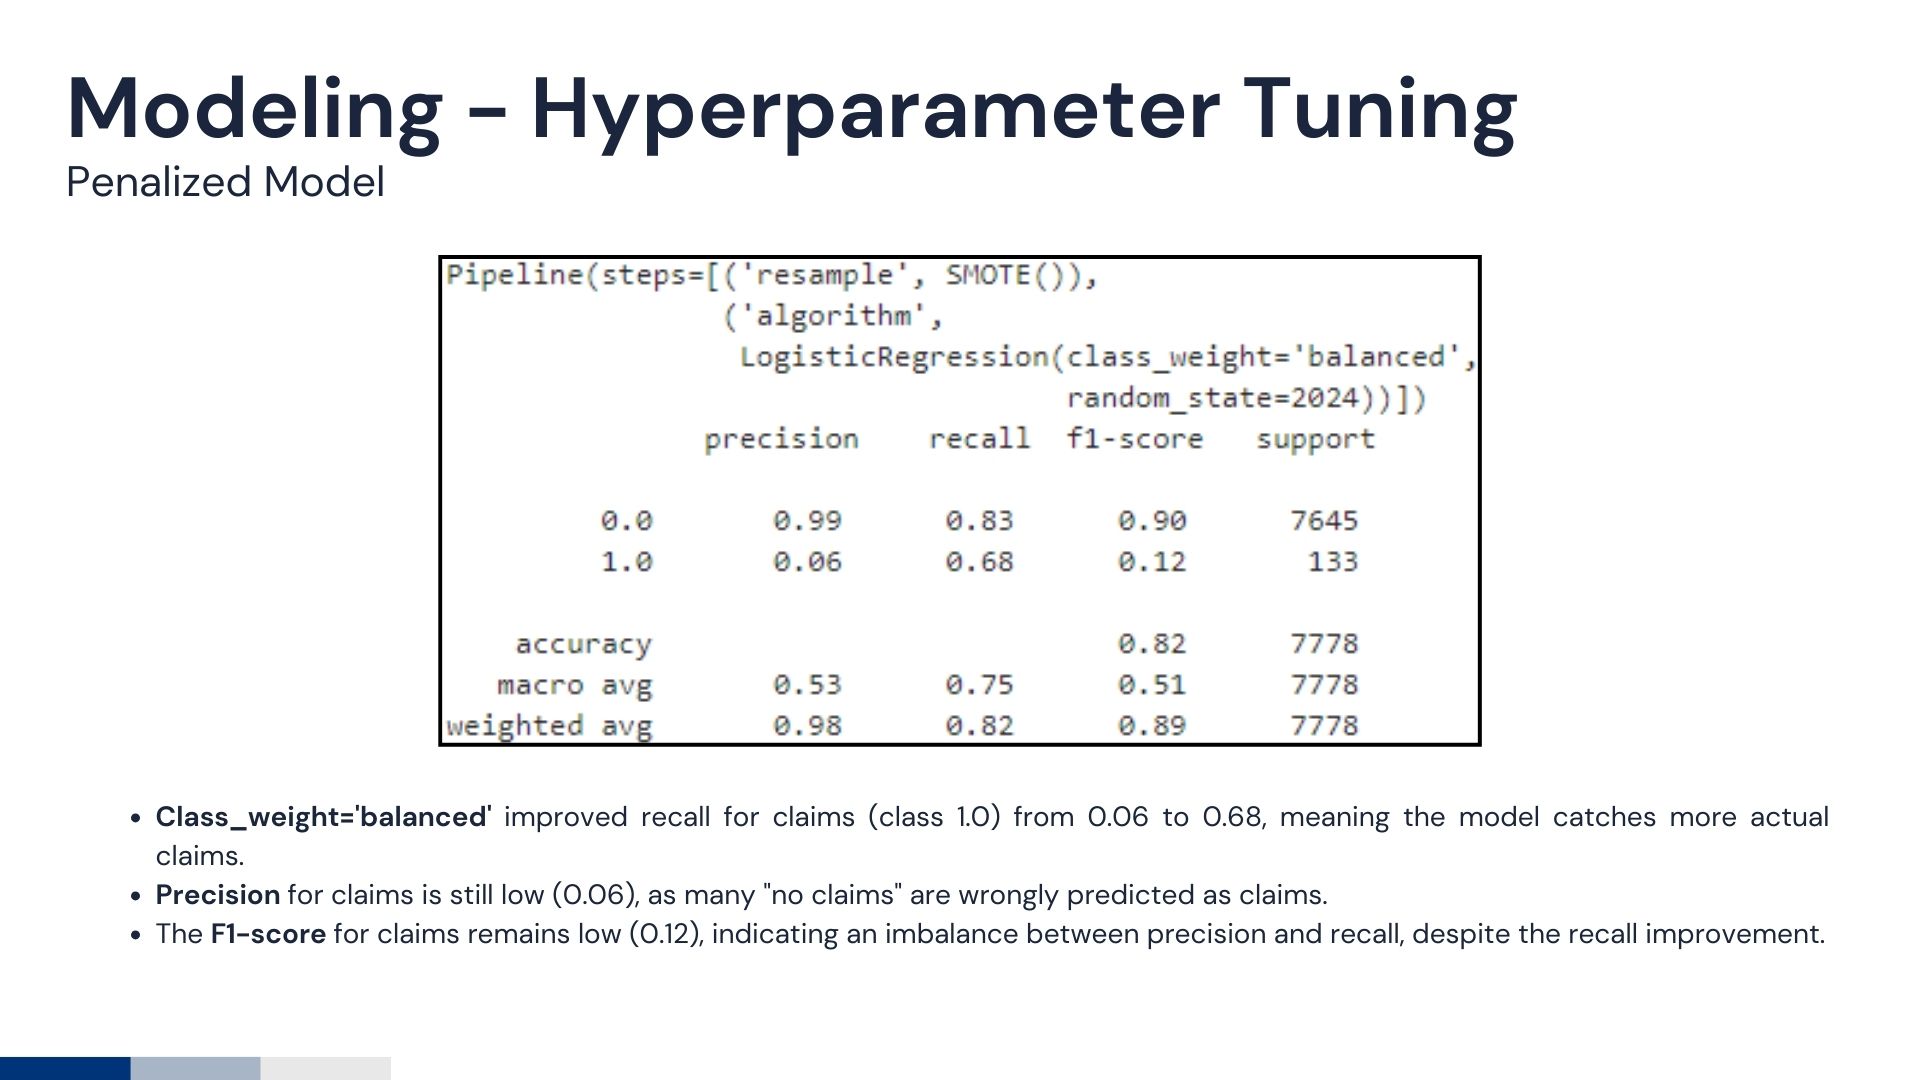 Modeling - Hyperparameter Tuning
Penalized Model
Pipeline(steps=[('resample', SMOTE()),
('algorithm',
LogisticRegression(class_weight='balanced',
random_state=2024))])
precision recall f1-score support
0.0 0.99 0.83 0.90 7645
1.0 0.06 0.68 0.12 133
accuracy 0.82 7778
macro avg 0.53 0.75 0.51 7778
weighted avg 0.98 0.82 0.89 7778
• Class_weight='balanced' improved recall for claims (class 1.0) from 0.06 to 0.68, meaning the model catches more actual
claims.
• Precision for claims is still low (0.06), as many "no claims" are wrongly predicted as claims.
• The F1-score for claims remains low (0.12), indicating an imbalance between precision and recall, despite the recall improvement.